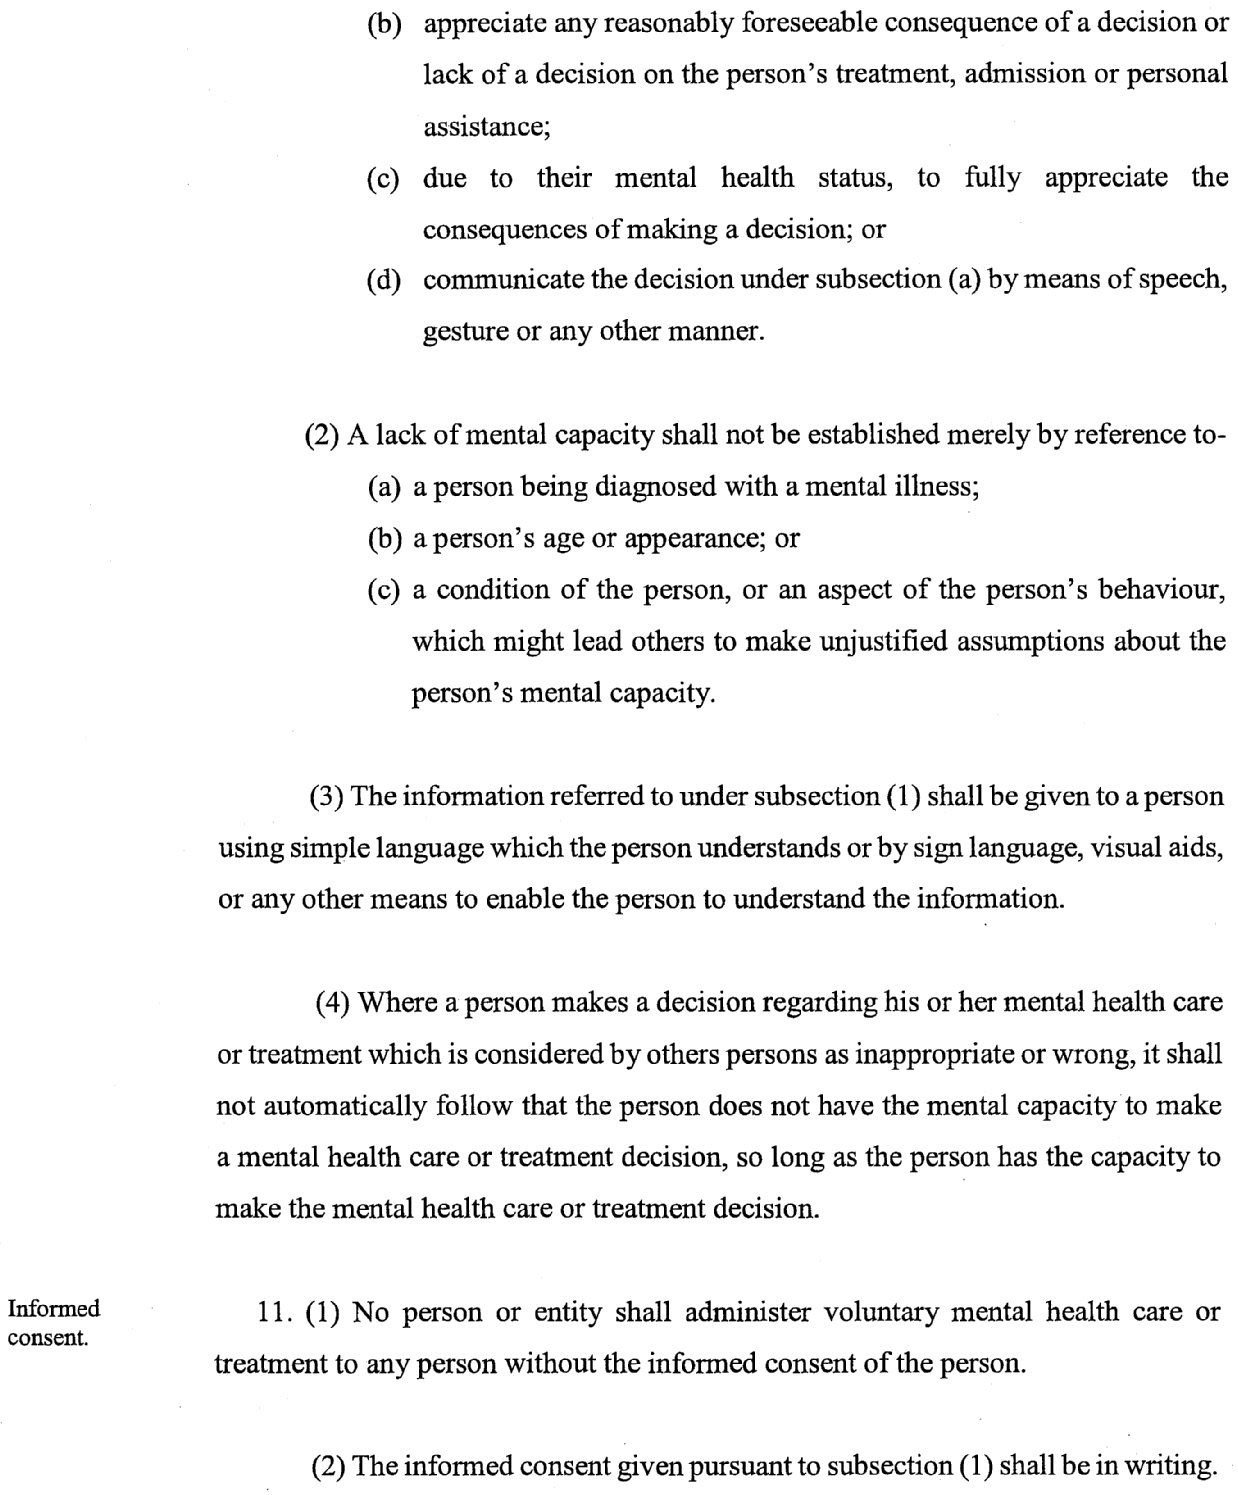 (b) appreciate any reasonably foreseeable consequence of a decision or
lack of a decision on the person's treatment, admission or personal
assistance;
(c) due to their mental health status, to fully appreciate the
consequences of making a decision; or
(d) communicate the decision under subsection (a) by means of speech,
gesture or any other manner.
(2) A lack of mental capacity shall not be established merely by reference to-
(a) a person being diagnosed with a mental illness;
(b) a person's age or appearance; or
(c) a condition of the person, or an aspect of the person's behaviour,
which might lead others to make unjustified assumptions about the
person's mental capacity.
(3) The information referred to under subsection (1) shall be given to a person
using simple language which the person understands or by sign language, visual aids,
or any other means to enable the person to understand the information.
(4) Where a person makes a decision regarding his or her mental health care
or treatment which is considered by others persons as inappropriate or wrong, it shall
not automatically follow that the person does not have the mental capacity to make
a mental health care or treatment decision, so long as the person has the capacity to
make the mental health care or treatment decision.
Informed
consent.
11. (1) No person or entity shall administer voluntary mental health care or
treatment to any person without the informed consent of the person.
(2) The informed consent given pursuant to subsection (1) shall be in writing.